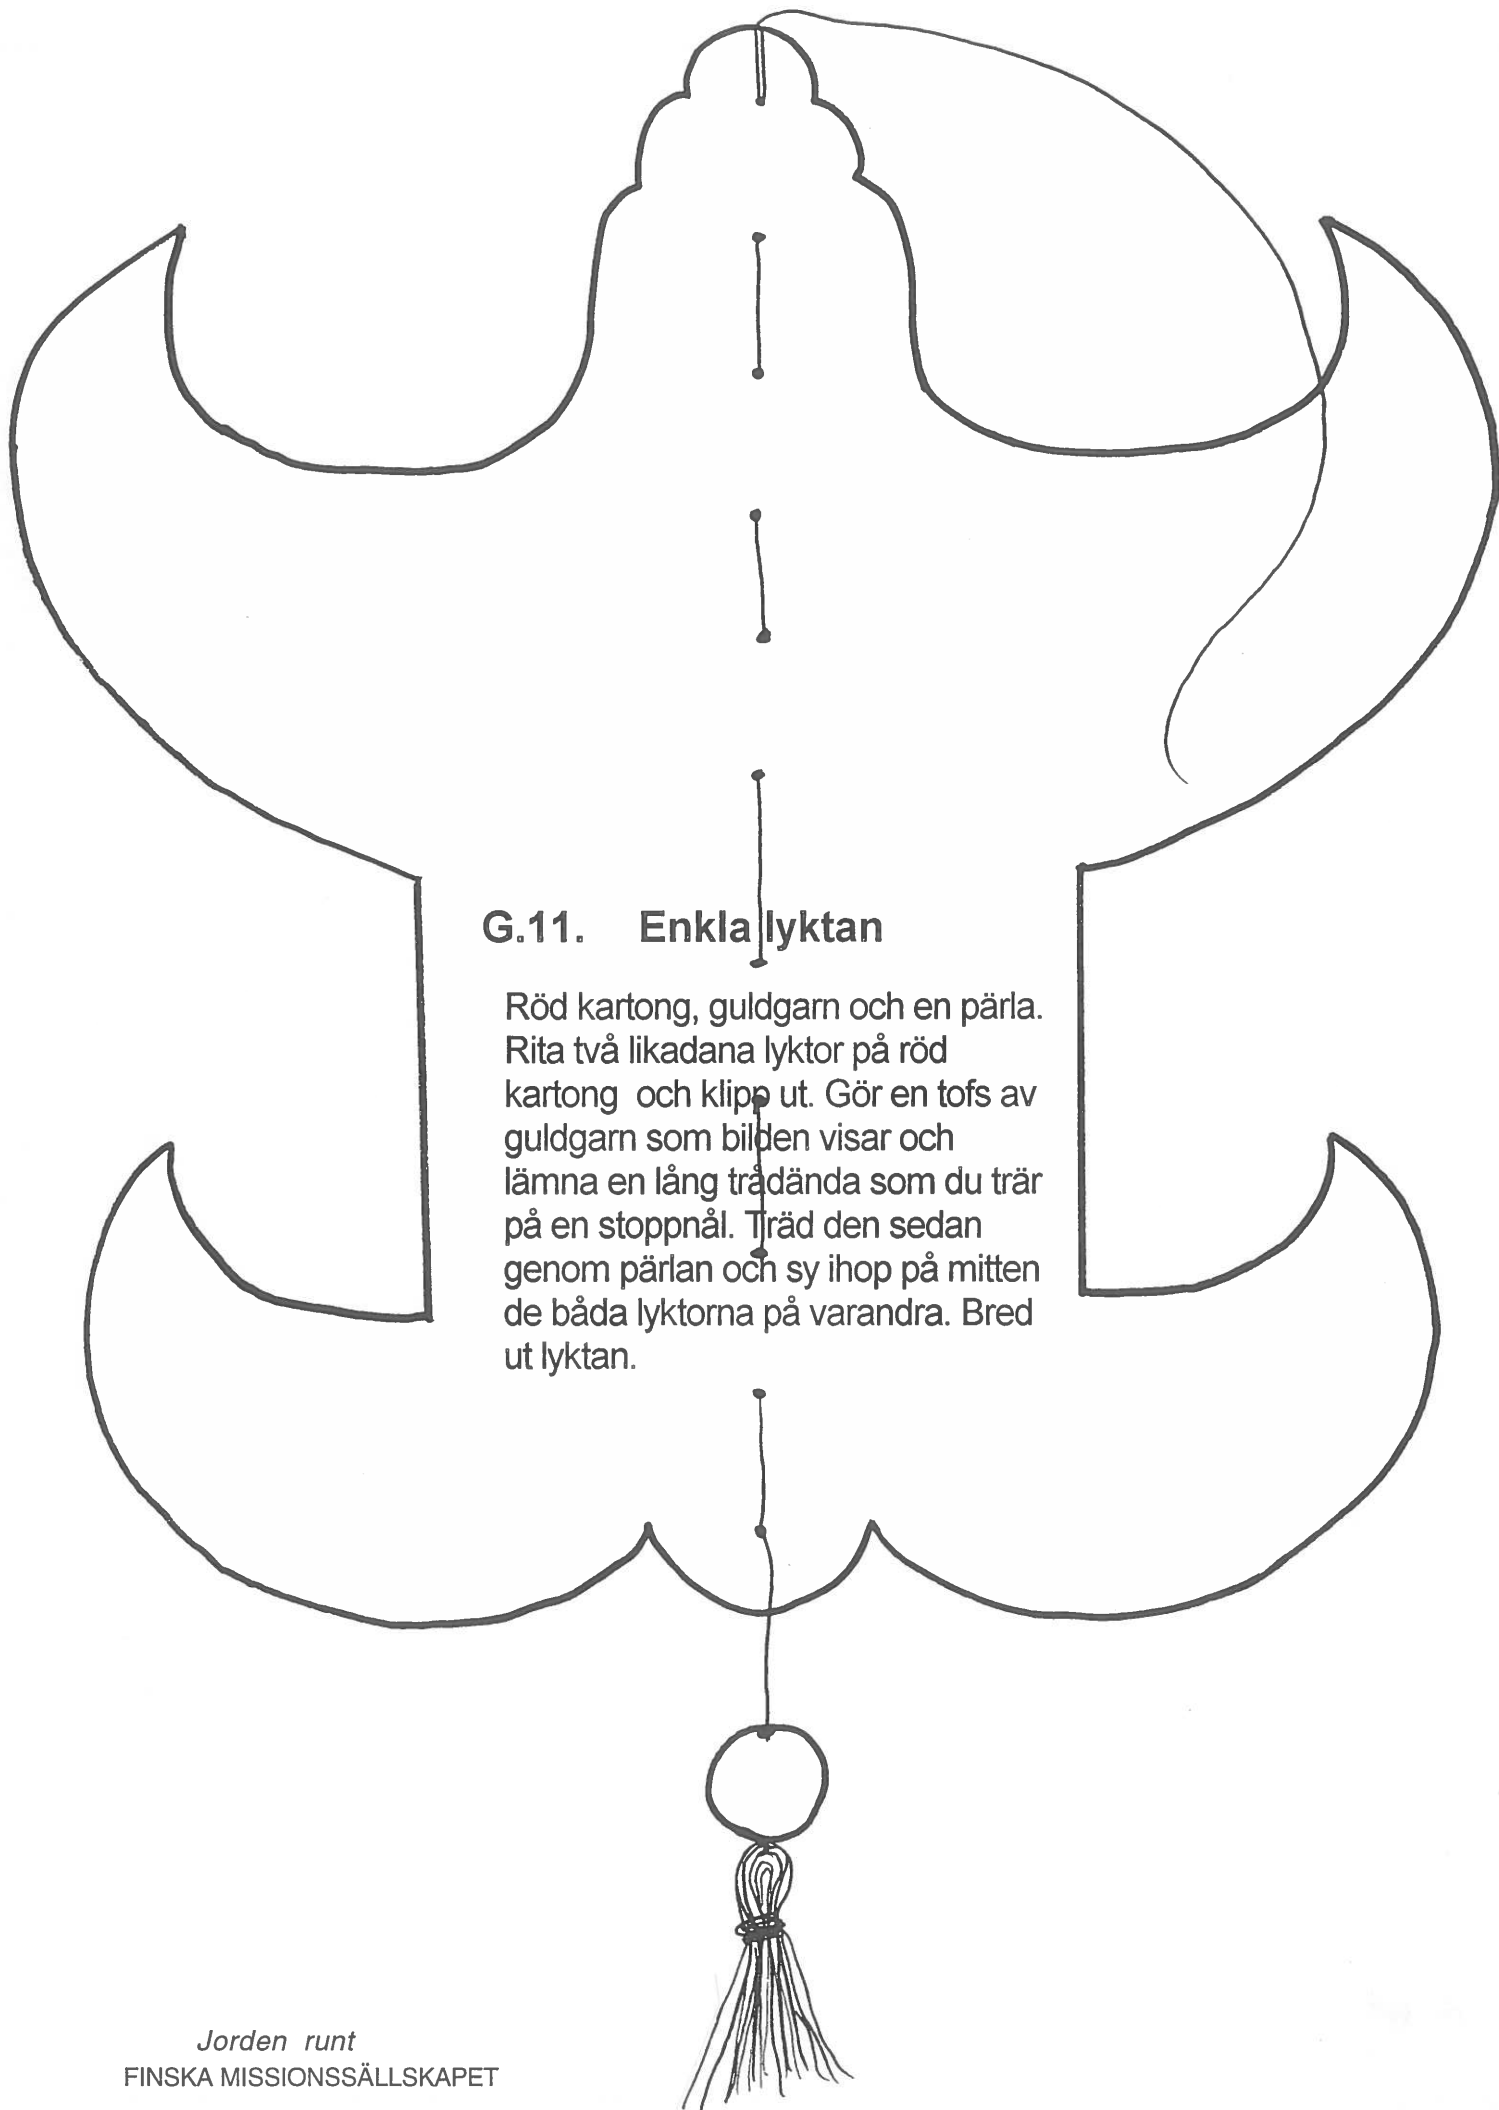 G.11. Enkla lyktan
Röd kartong, guldgarn och en pärla.
Rita två likadana lyktor på röd
kartong och klipp ut. Gör en tofs av
guldgarn som bilden visar och
lämna en lång trådända som du trär
på en stoppnål. Träd den sedan
genom pärlan och sy ihop på mitten
de båda lyktorna på varandra. Bred
ut lyktan.
Jorden runt
FINSKA MISSIONSSÄLLSKAPET